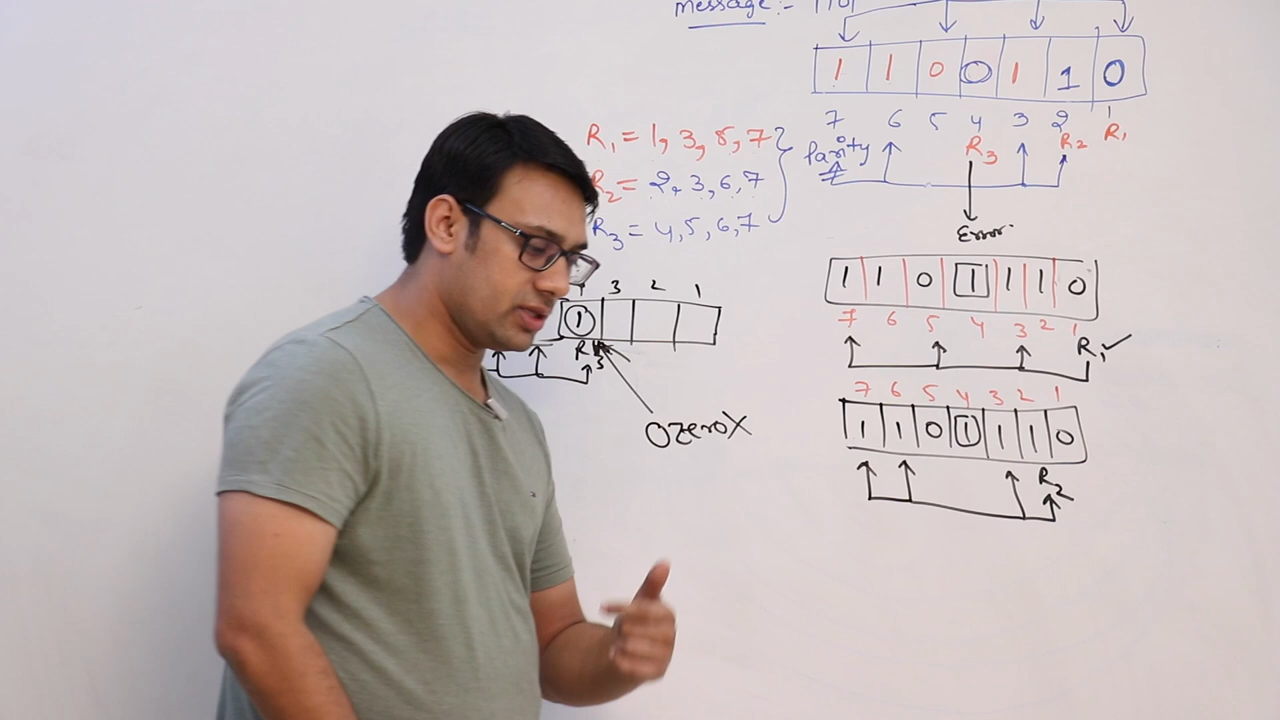 message :- 1101
1 1 0 0 1 1 0
7 6 5 4 3 2 1
R1 = 1, 3, 5, 7
Parity R3 R2 R1
R2 = 2, 3, 6, 7
R3 = 4, 5, 6, 7
Error.
1 1 0 1 1 1 0
7 6 5 4 3 2 1
R1 ✓
3 2 1
1
R3
0 zero X
7 6 5 4 3 2 1
1 1 0 1 1 1 0
R2